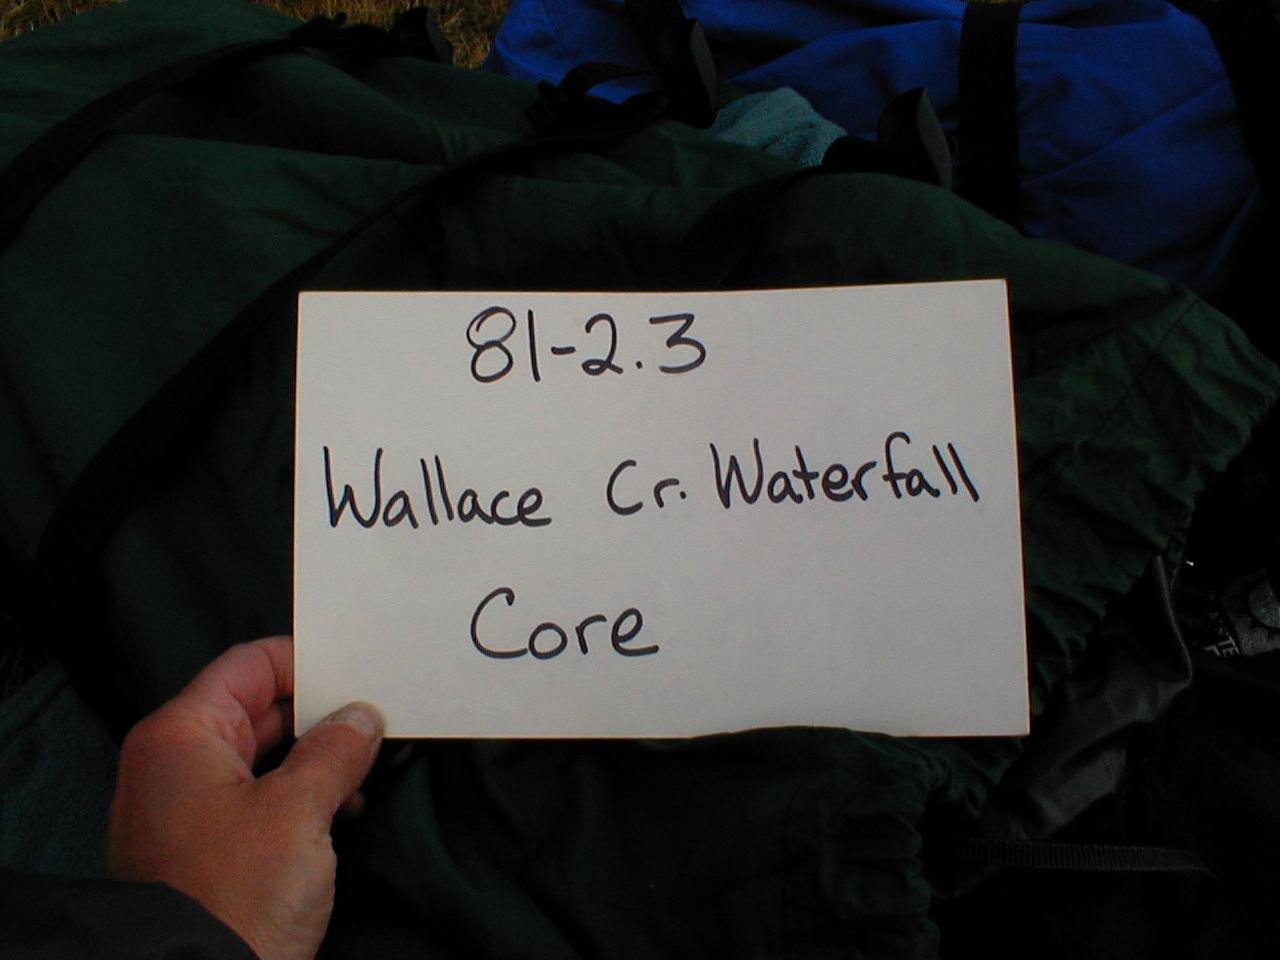 81-2.3
Wallace Cr. Waterfall
Core